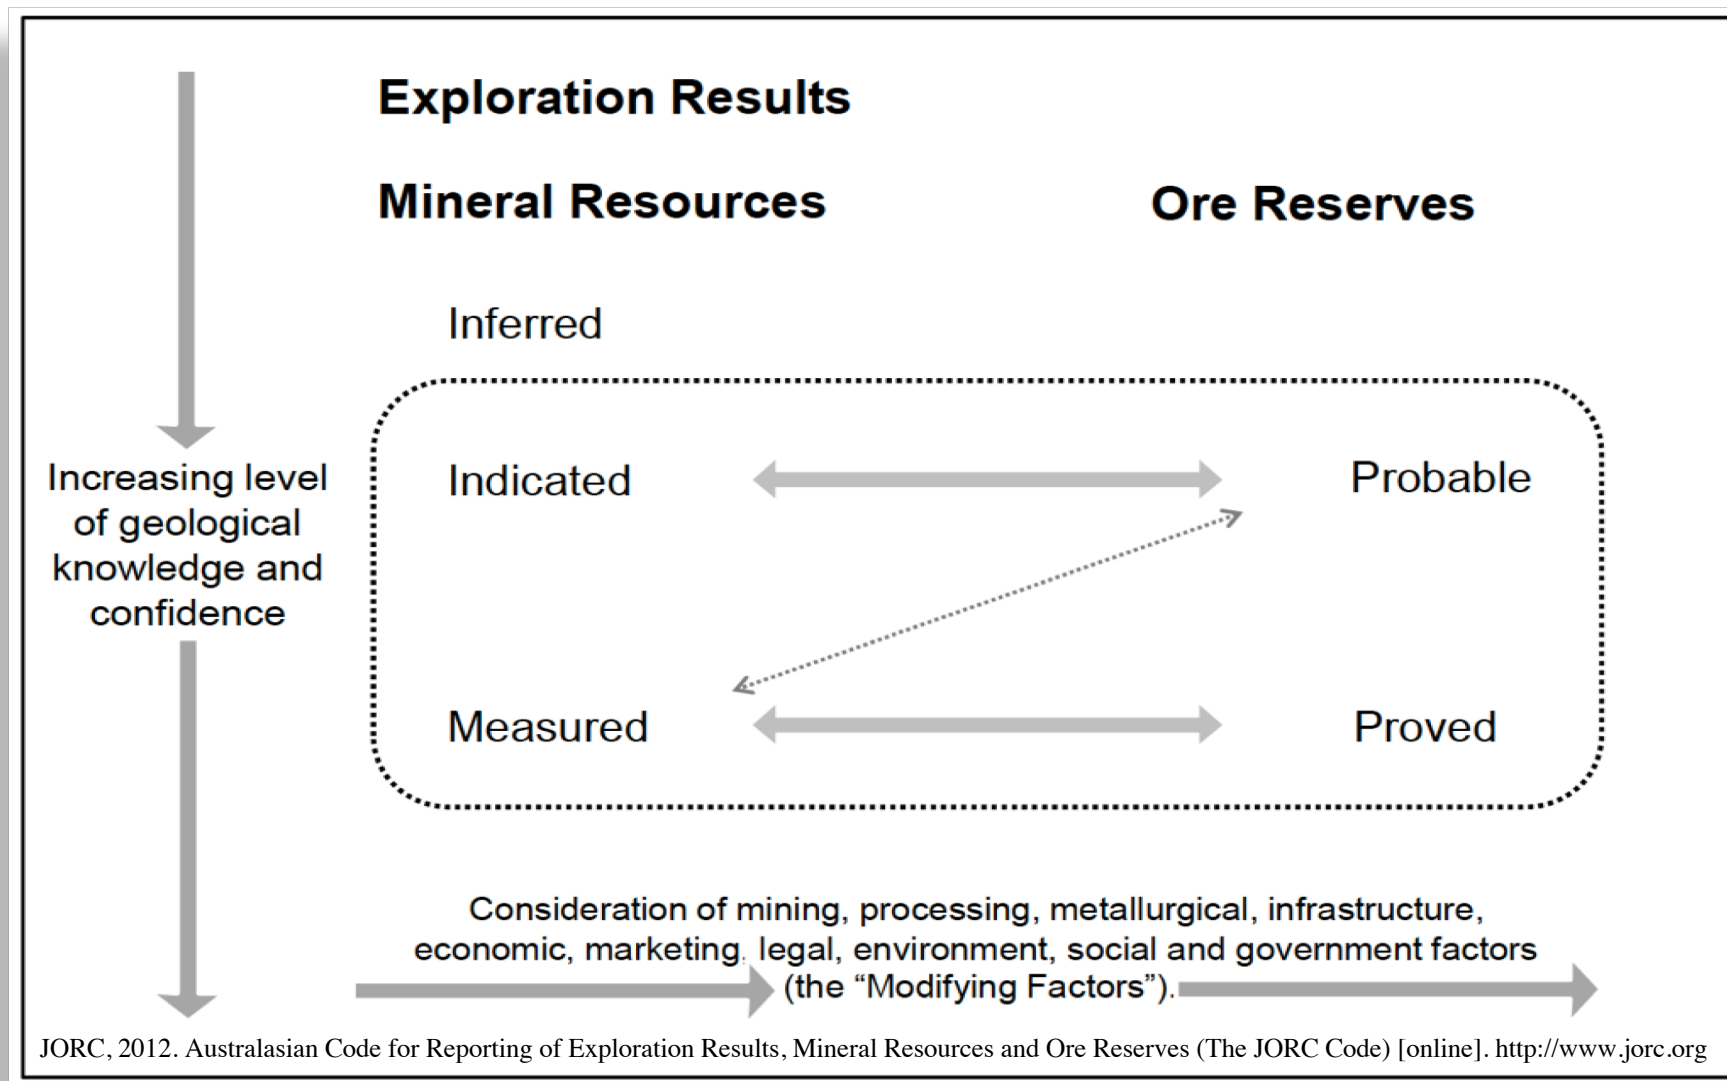 Exploration Results
Mineral Resources
Ore Reserves
Inferred
Indicated
Probable
Increasing level
of geological
knowledge and
confidence
Measured
Proved
Consideration of mining, processing, metallurgical, infrastructure,
economic, marketing, legal, environment, social and government factors
(the “Modifying Factors”).
JORC, 2012. Australasian Code for Reporting of Exploration Results, Mineral Resources and Ore Reserves (The JORC Code) [online]. http://www.jorc.org